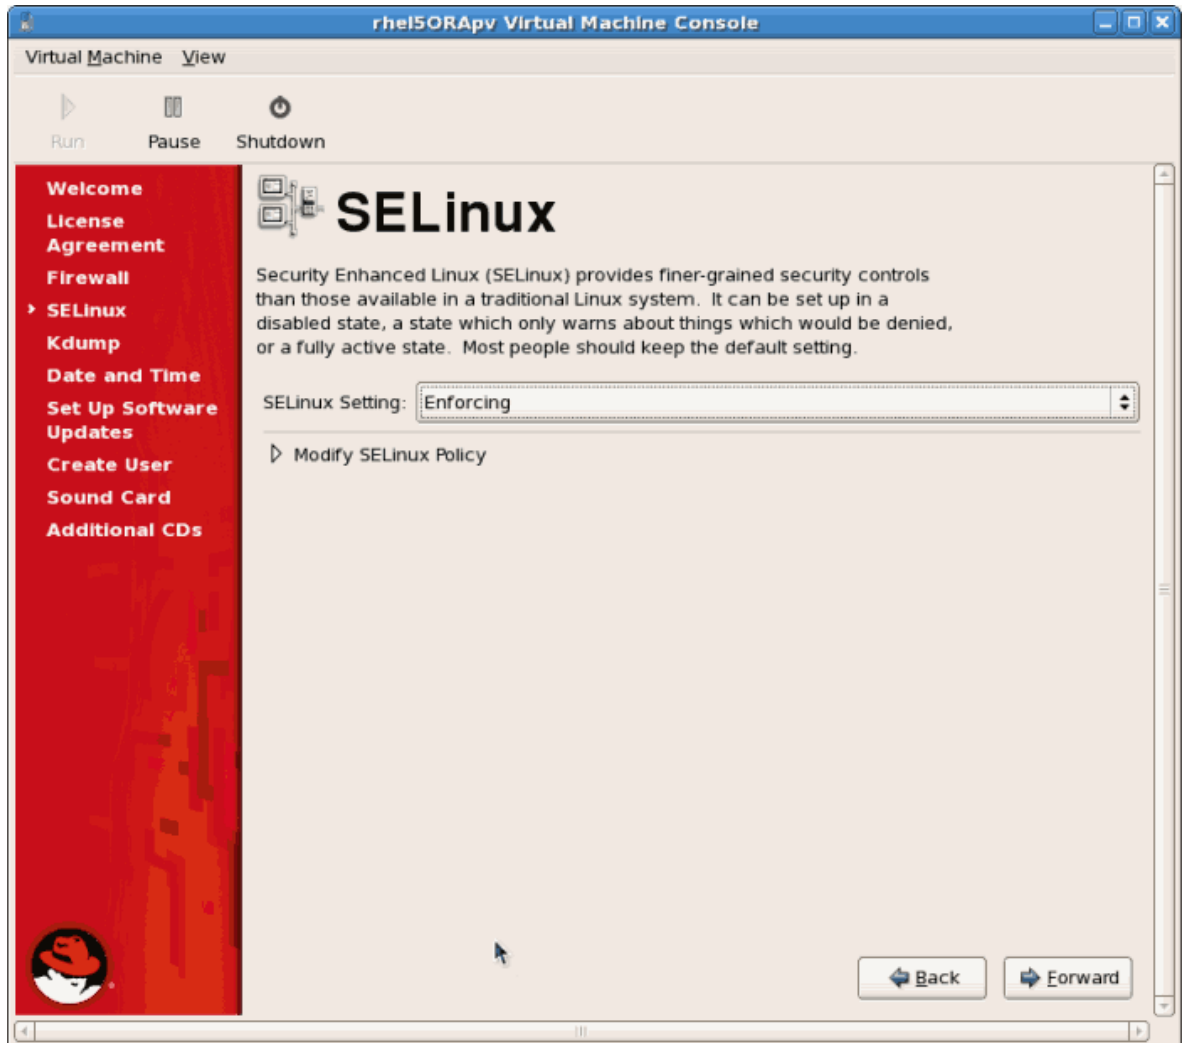 rhel5ORApv Virtual Machine Console
Virtual Machine View
Run Pause Shutdown
Welcome
License
Agreement
Firewall
SELinux
Kdump
Date and Time
Set Up Software
Updates
Create User
Sound Card
Additional CDs
SELinux
Security Enhanced Linux (SELinux) provides finer-grained security controls
than those available in a traditional Linux system. It can be set up in a
disabled state, a state which only warns about things which would be denied,
or a fully active state. Most people should keep the default setting.
SELinux Setting: Enforcing
Modify SELinux Policy
Back Forward